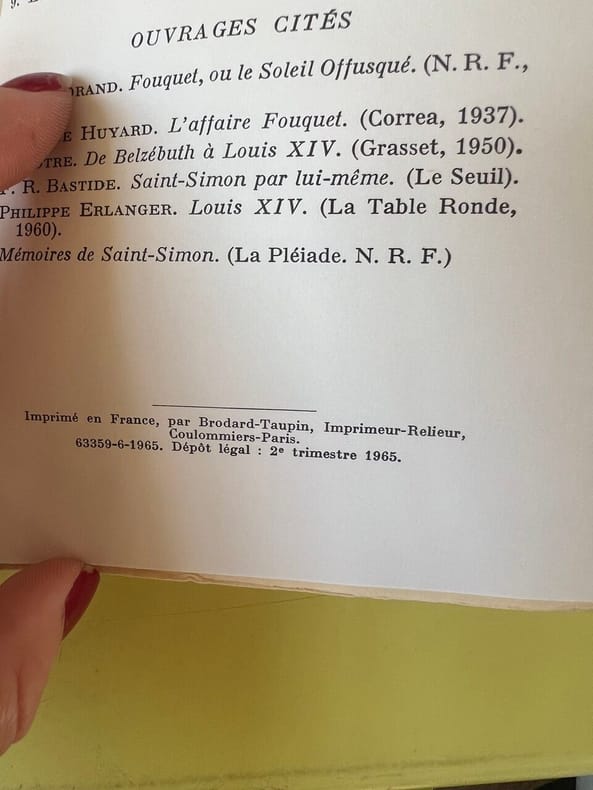 9.
OUVRAGES CITÉS
RAND. Fouquet, ou le Soleil Offusqué. (N. R. F.,
E HUYARD. L'affaire Fouquet. (Correa, 1937).
TRE. De Belzébuth à Louis XIV. (Grasset, 1950).
R. BASTIDE. Saint-Simon par lui-même. (Le Seuil).
PHILIPPE ERLANGER. Louis XIV. (La Table Ronde,
1960).
Mémoires de Saint-Simon. (La Pléiade. N. R. F.)
Imprimé en France, par Brodard-Taupin, Imprimeur-Relieur,
Coulommiers-Paris.
63359-6-1965. Dépôt légal : 2e trimestre 1965.